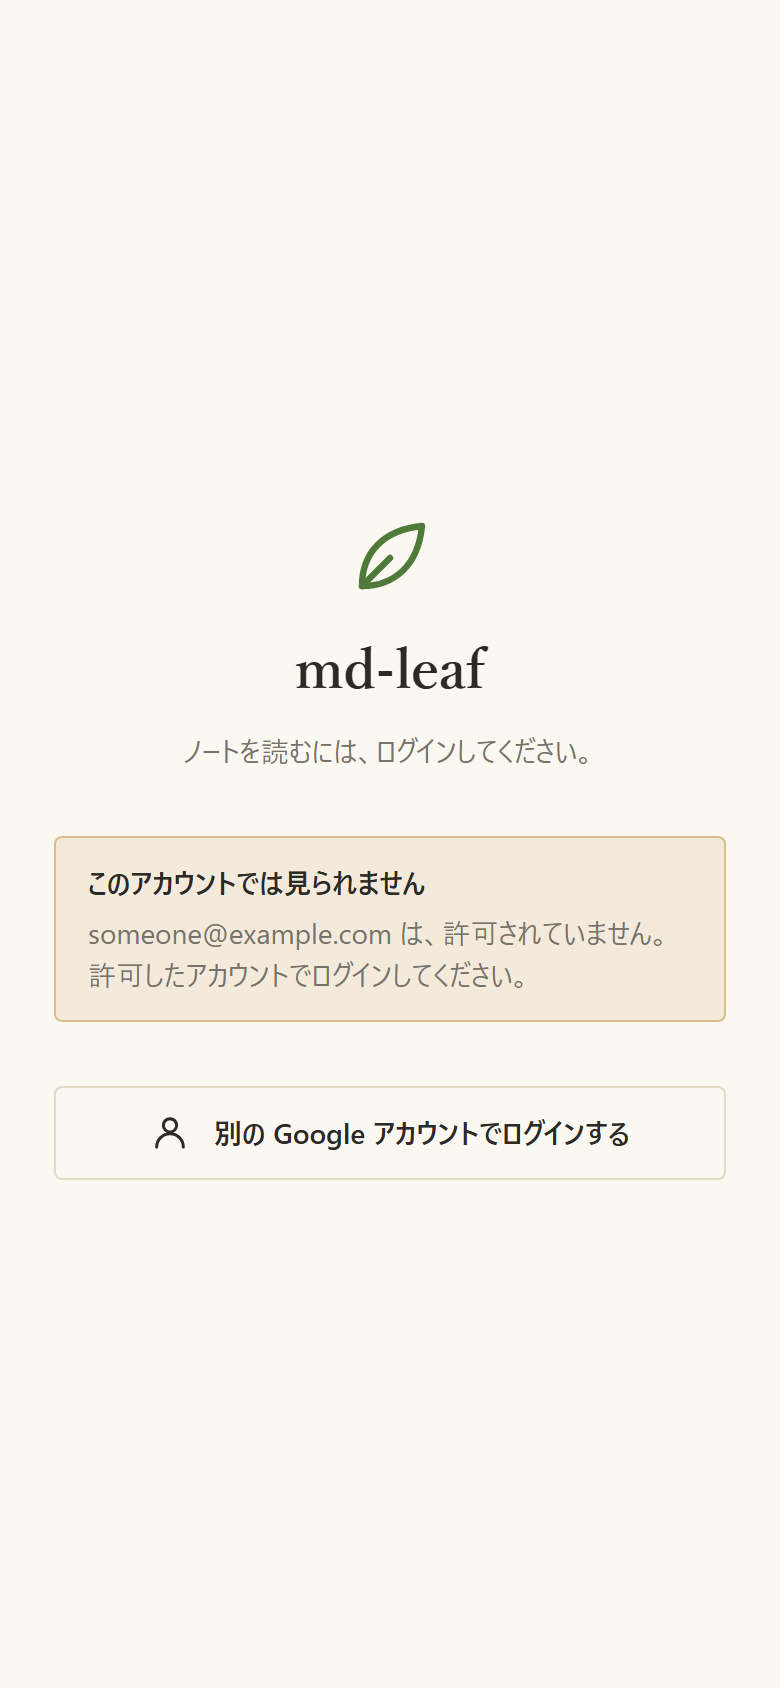 md-leaf
ノートを読むには、ログインしてください。
このアカウントでは見られません
someone@example.com は、許可されていません。
許可したアカウントでログインしてください。
別の Google アカウントでログインする